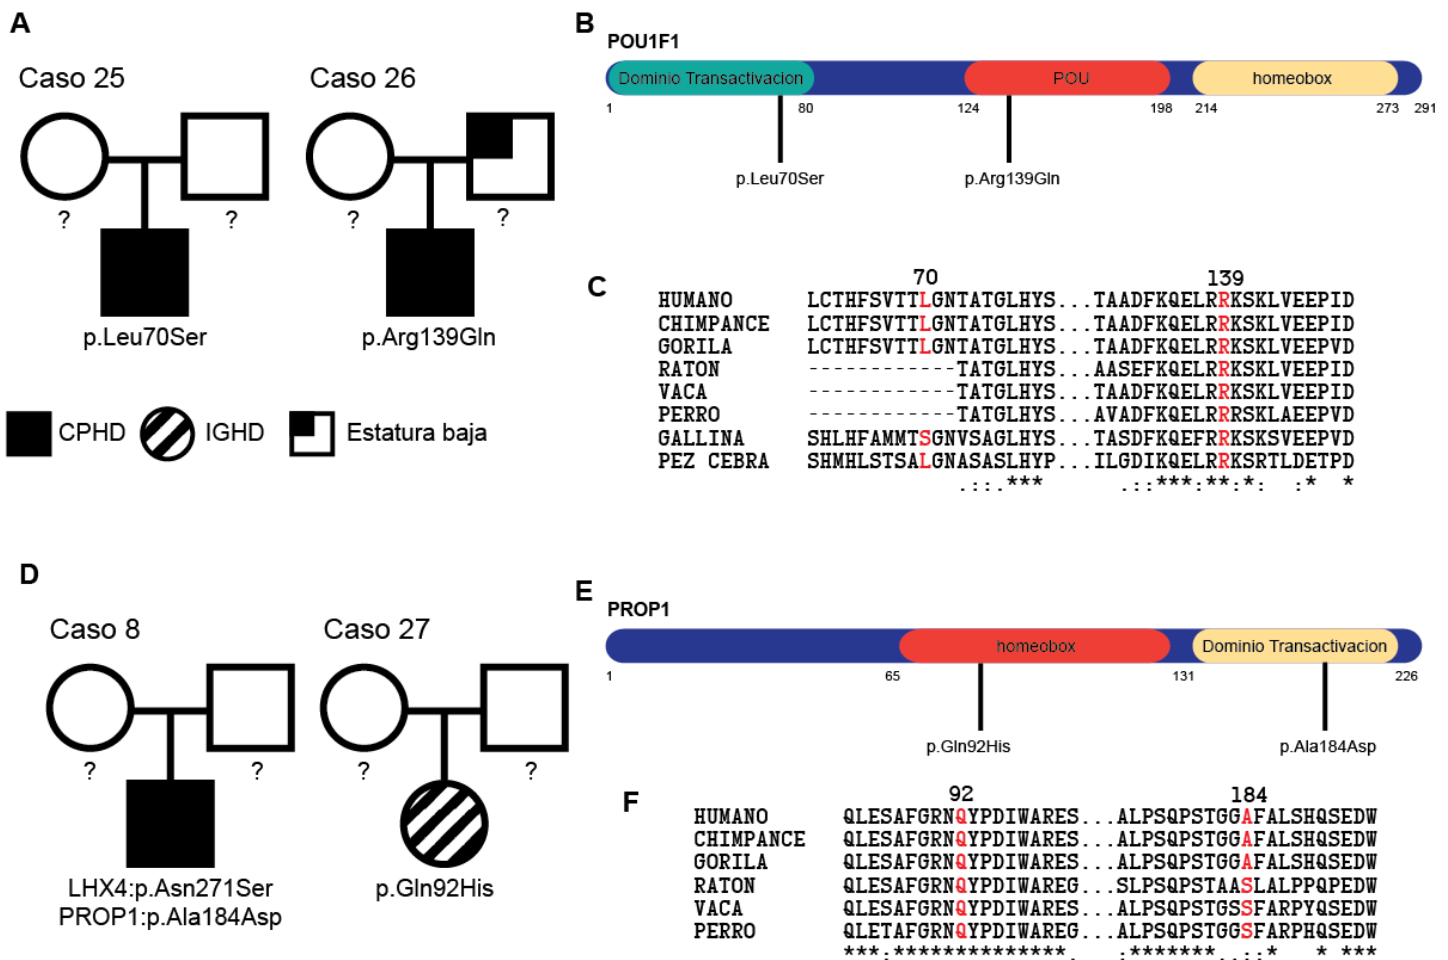 A
Caso 25
Caso 26
?
?
?
?
p.Leu70Ser
p.Arg139Gln
CPHD
IGHD
Estatura baja
B
POU1F1
Dominio Transactivacion
POU
homeobox
1
80
124
198
214
273
291
p.Leu70Ser
p.Arg139Gln
C
70
139
HUMANO LCTHFSVTTLGNTATGLHYS...TAADFKQELRRKSKLVEEPID
CHIMPANCE LCTHFSVTTLGNTATGLHYS...TAADFKQELRRKSKLVEEPID
GORILA LCTHFSVTTLGNTATGLHYS...TAADFKQELRRKSKLVEEPVD
RATON -------------TATGLHYS...AASEFKQELRRKSKLVEEPID
VACA -------------TATGLHYS...TAADFKQELRRKSKLVEEPID
PERRO -------------TATGLHYS...AVADFKQELRRRSKLAEEPVD
GALLINA SHLHFAMMTSGNVSAGLHYS...TASDFKQEFRRKSKSVEEPVD
PEZ CEBRA SHMHLSTSALGNASASLHYP...ILGDIKQELRRKSRTLDETPD
.::.*** .::***:**:*: :* *
D
Caso 8
Caso 27
?
?
?
?
LHX4:p.Asn271Ser
PROP1:p.Ala184Asp
p.Gln92His
E
PROP1
homeobox
Dominio Transactivacion
1
65
131
226
p.Gln92His
p.Ala184Asp
F
92
184
HUMANO QLESAFGRNQYPDIWARES...ALPSQPSTGGAFALSHQSEDW
CHIMPANCE QLESAFGRNQYPDIWARES...ALPSQPSTGGAFALSHQSEDW
GORILA QLESAFGRNQYPDIWARES...ALPSQPSTGGAFALSHQSEDW
RATON QLESAFGRNQYPDIWAREG...SLPSQPSTAASLALPPQPEDW
VACA QLESAFGRNQYPDIWARES...ALPSQPSTGSSFARPYQSEDW
PERRO QLETAFGRNQYPDIWAREG...ALPSQPSTGGSFARPHQSEDW
***:**************. :*******..::* * ***